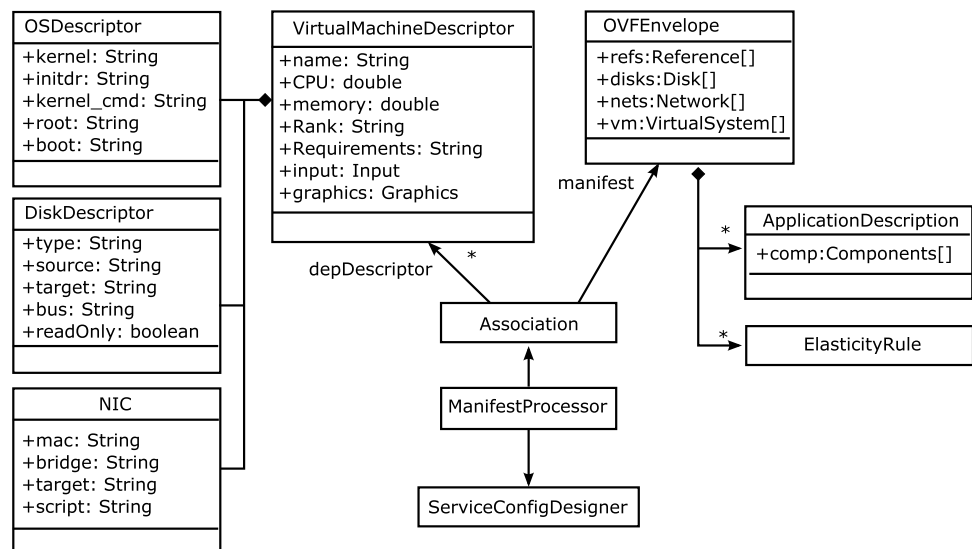 OSDescriptor
+kernel: String
+initdr: String
+kernel_cmd: String
+root: String
+boot: String
VirtualMachineDescriptor
+name: String
+CPU: double
+memory: double
+Rank: String
+Requirements: String
+input: Input
+graphics: Graphics
OVFEnvelope
+refs:Reference[]
+disks:Disk[]
+nets:Network[]
+vm:VirtualSystem[]
manifest
DiskDescriptor
+type: String
+source: String
+target: String
+bus: String
+readOnly: boolean
depDescriptor
*
*
ApplicationDescription
+comp:Components[]
Association
*
ElasticityRule
NIC
+mac: String
+bridge: String
+target: String
+script: String
ManifestProcessor
ServiceConfigDesigner